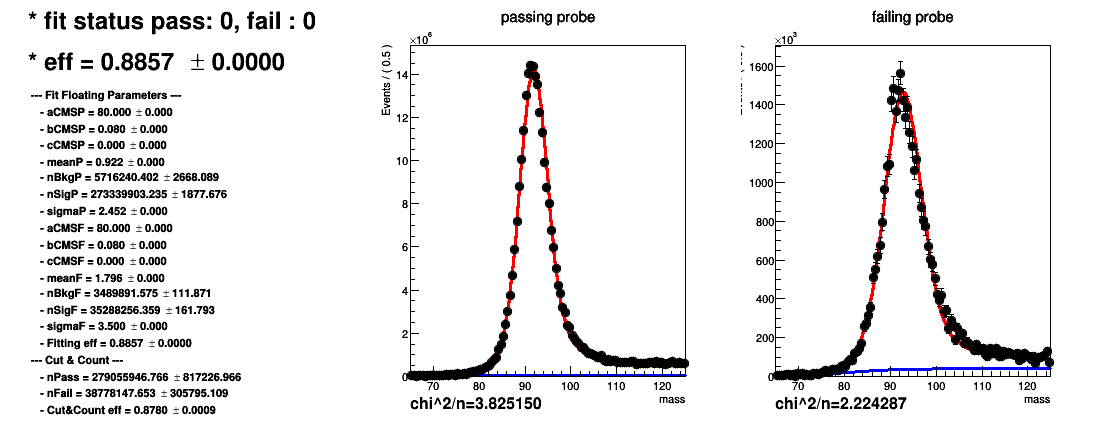 * fit status pass: 0, fail : 0
* eff = 0.8857 ± 0.0000
--- Fit Floating Parameters ---
- aCMSP = 80.000 ± 0.000
- bCMSP = 0.080 ± 0.000
- cCMSP = 0.000 ± 0.000
- meanP = 0.922 ± 0.000
- nBkgP = 5716240.402 ± 2668.089
- nSigP = 273339903.235 ± 1877.676
- sigmaP = 2.452 ± 0.000
- aCMSF = 80.000 ± 0.000
- bCMSF = 0.080 ± 0.000
- cCMSF = 0.000 ± 0.000
- meanF = 1.796 ± 0.000
- nBkgF = 3489891.575 ± 111.871
- nSigF = 35288256.359 ± 161.793
- sigmaF = 3.500 ± 0.000
- Fitting eff = 0.8857 ± 0.0000
--- Cut & Count ---
- nPass = 279055946.766 ± 817226.966
- nFail = 38778147.653 ± 305795.109
- Cut&Count eff = 0.8780 ± 0.0009
passing probe
×10⁶
Events / ( 0.5 )
14
12
10
8
6
4
2
0
70 80 90 100 110 120
mass
chi^2/n=3.825150
failing probe
×10³
1600
1400
1200
1000
800
600
400
200
0
70 80 90 100 110 120
mass
chi^2/n=2.224287